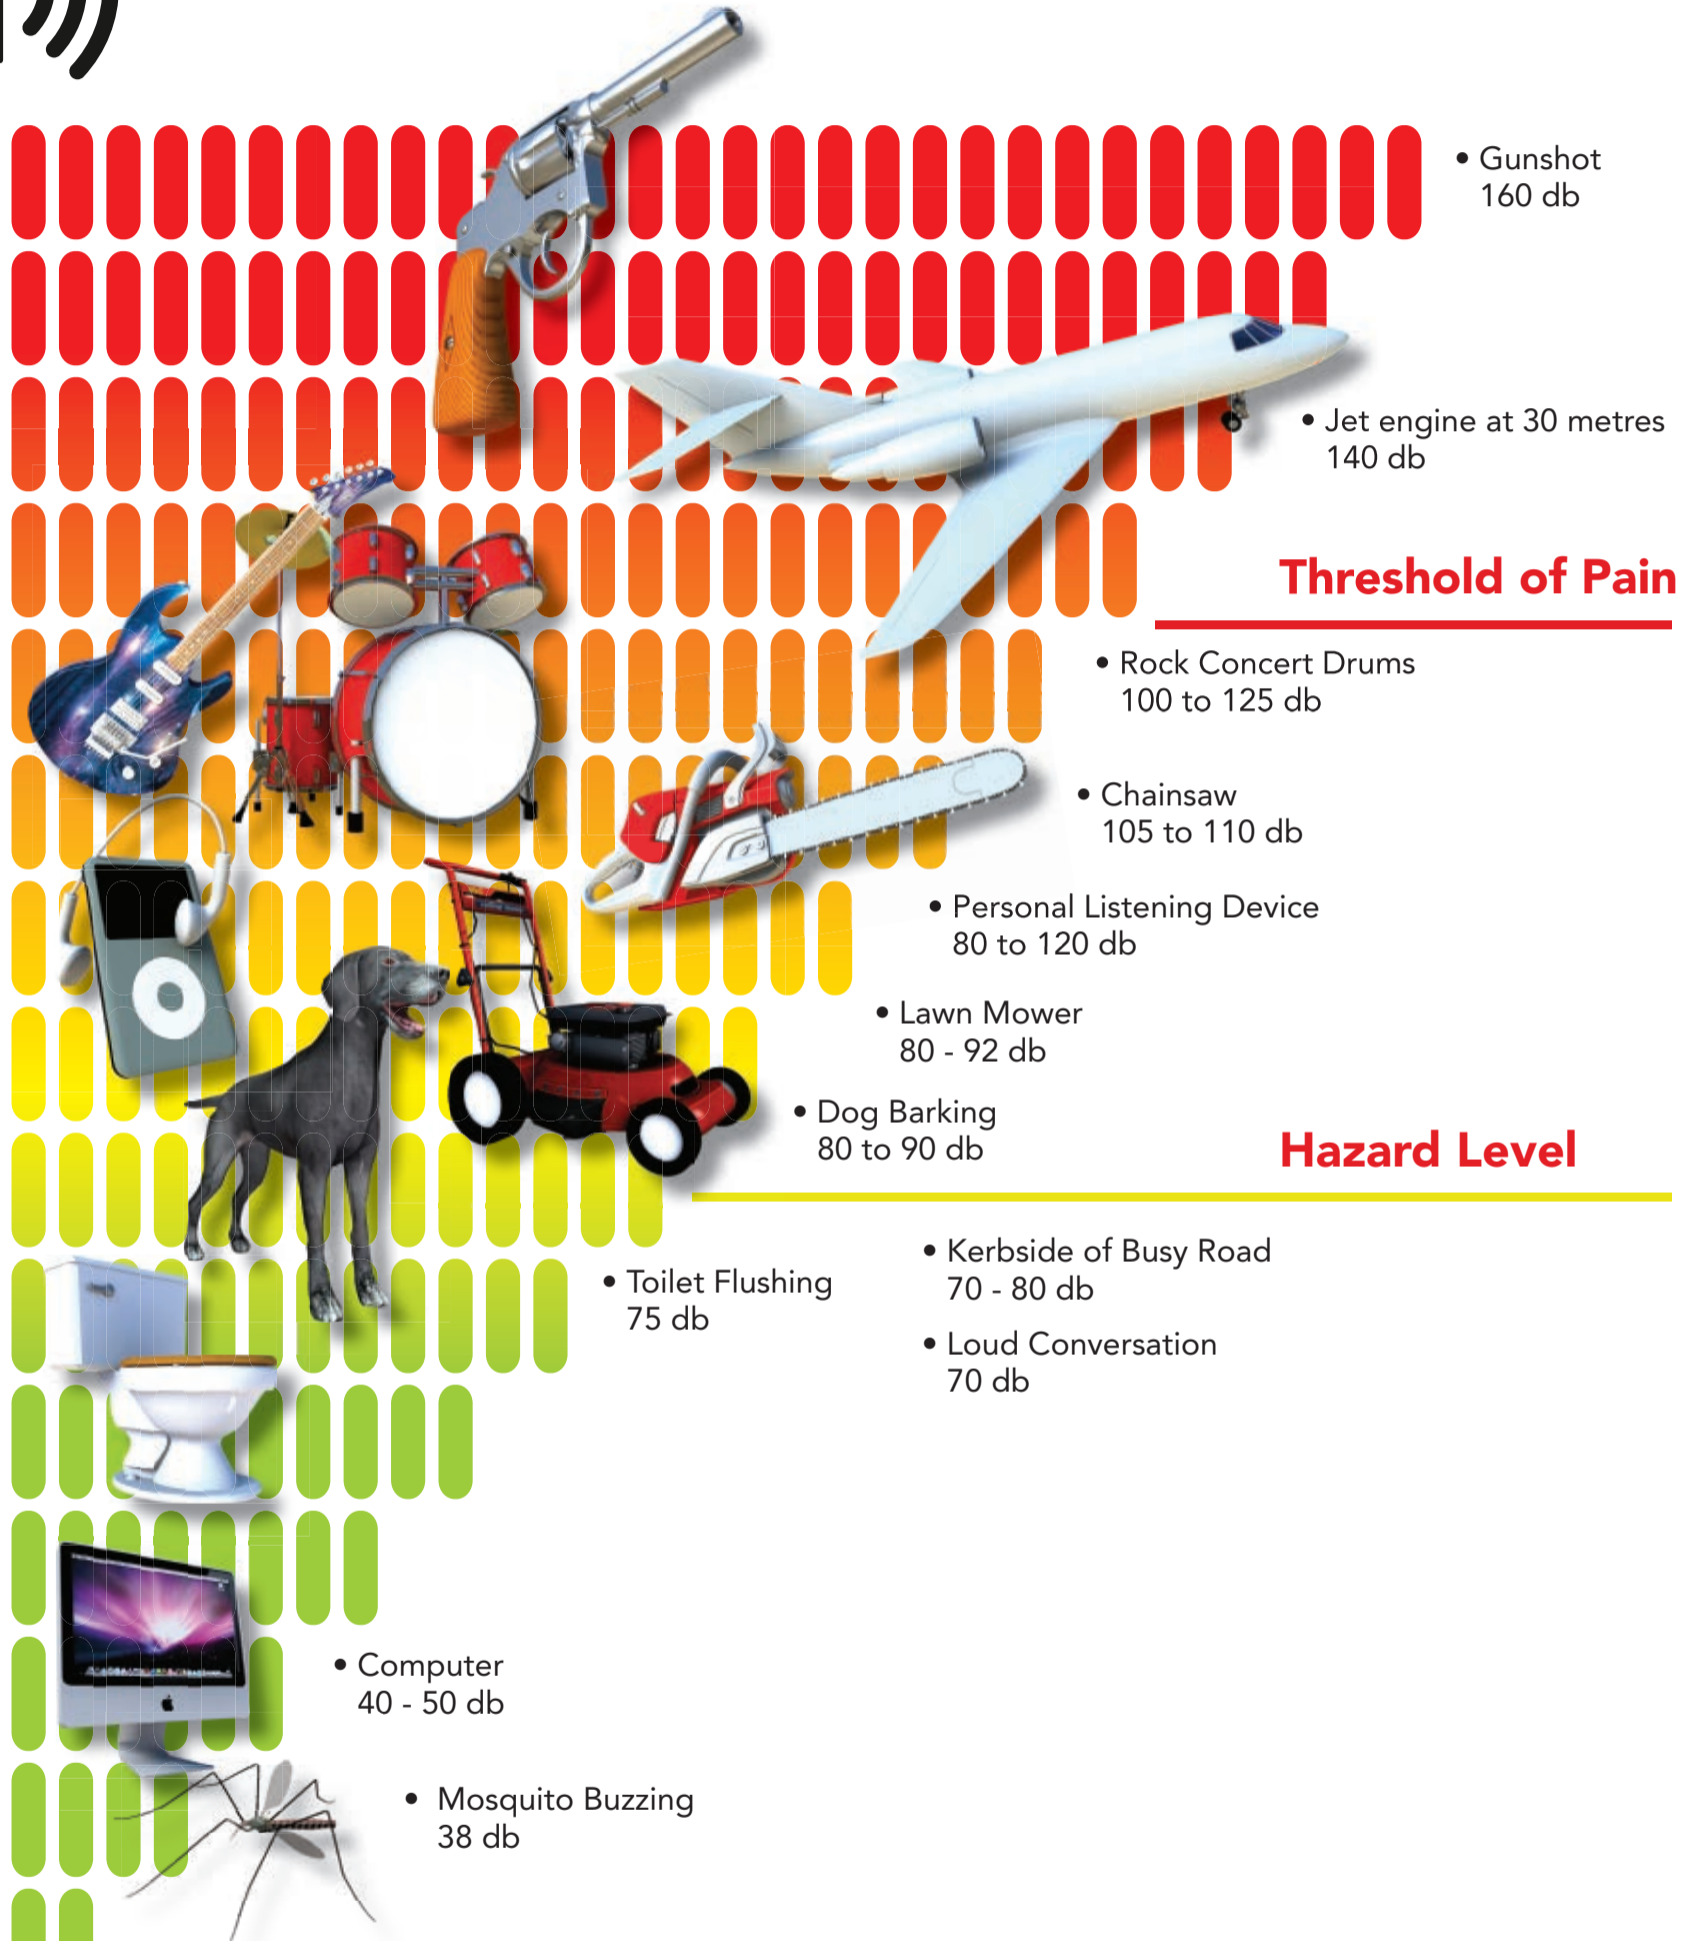 • Gunshot
160 db
• Jet engine at 30 metres
140 db
Threshold of Pain
• Rock Concert Drums
100 to 125 db
• Chainsaw
105 to 110 db
• Personal Listening Device
80 to 120 db
• Lawn Mower
80 - 92 db
• Dog Barking
80 to 90 db
Hazard Level
• Kerbside of Busy Road
70 - 80 db
• Toilet Flushing
75 db
• Loud Conversation
70 db
• Computer
40 - 50 db
• Mosquito Buzzing
38 db